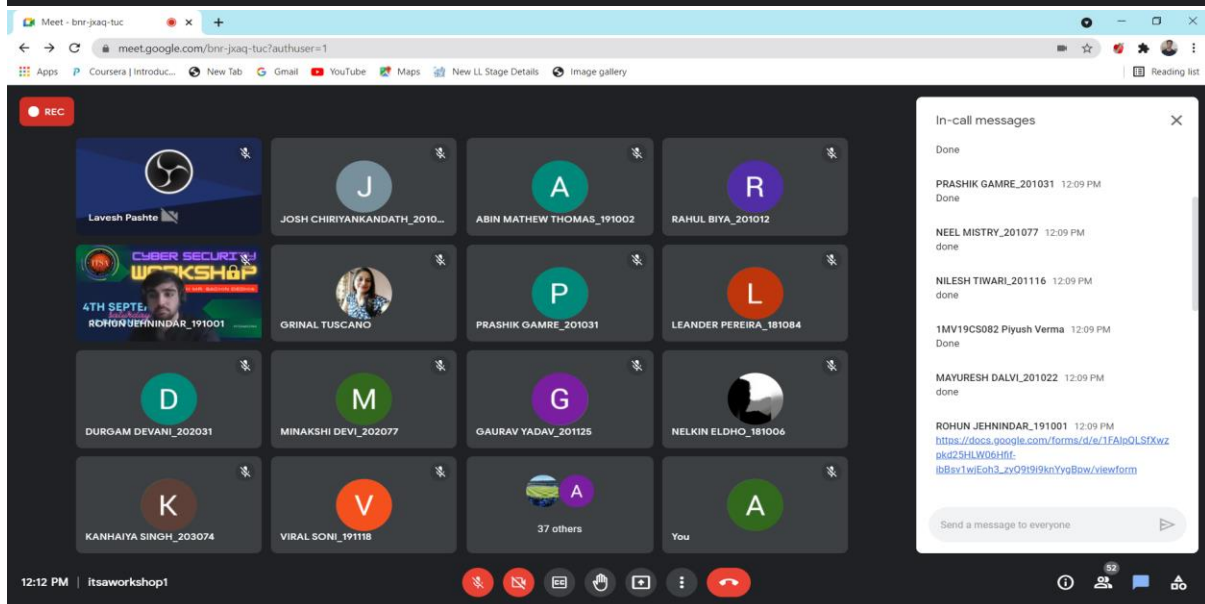 Meet - bnr-jxaq-tuc
meet.google.com/bnr-jxaq-tuc?authuser=1
Apps
Coursera | Introduc...
New Tab
Gmail
YouTube
Maps
New LL Stage Details
Image gallery
Reading list
REC
Lavesh Pashte
J
JOSH CHIRIYANKANDATH_2010...
A
ABIN MATHEW THOMAS_191002
R
RAHUL BIYA_201012
ITSA
CYBER SECURITY
WORKSHOP
4TH SEPTE
ROHUN JEHNINDAR_191001
GRINAL TUSCANO
P
PRASHIK GAMRE_201031
L
LEANDER PEREIRA_181084
D
DURGAM DEVANI_202031
M
MINAKSHI DEVI_202077
G
GAURAV YADAV_201125
NELKIN ELDHO_181006
K
KANHAIYA SINGH_203074
V
VIRAL SONI_191118
A
37 others
A
You
In-call messages
Done
PRASHIK GAMRE_201031 12:09 PM
Done
NEEL MISTRY_201077 12:09 PM
done
NILESH TIWARI_201116 12:09 PM
done
1MV19CS082 Piyush Verma 12:09 PM
Done
MAYURESH DALVI_201022 12:09 PM
done
ROHUN JEHNINDAR_191001 12:09 PM
https://docs.google.com/forms/d/e/1FAIpQLSfXwz
pkd25HLW06Hfif-
ibBsv1wjEoh3_zvQ9t9i9knYygBpw/viewform
Send a message to everyone
12:12 PM | itsaworkshop1
52